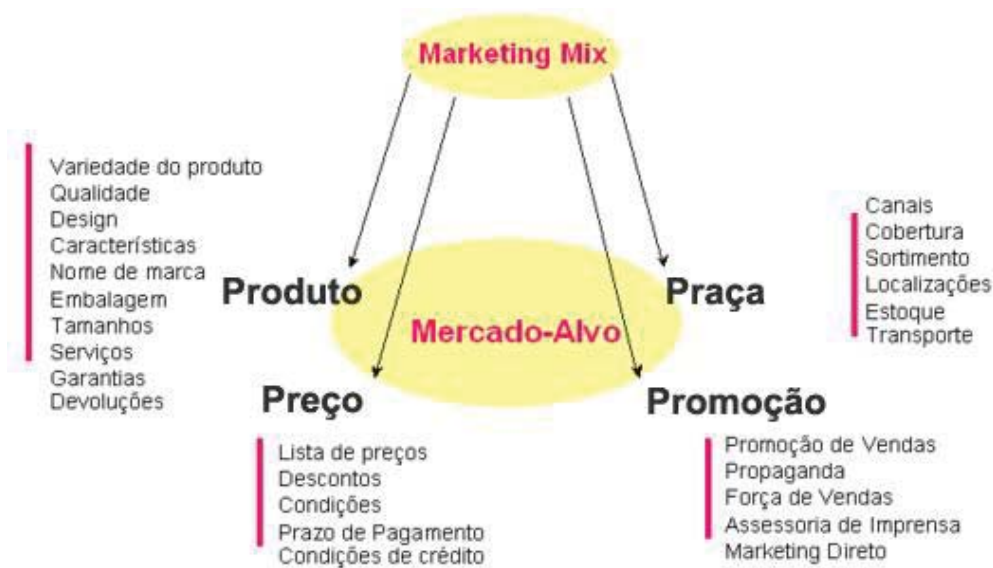 Marketing Mix
Variedade do produto
Qualidade
Design
Características
Nome de marca
Embalagem
Tamanhos
Serviços
Garantias
Devoluções
Produto
Mercado-Alvo
Praça
Canais
Cobertura
Sortimento
Localizações
Estoque
Transporte
Preço
Lista de preços
Descontos
Condições
Prazo de Pagamento
Condições de crédito
Promoção
Promoção de Vendas
Propaganda
Força de Vendas
Assessoria de Imprensa
Marketing Direto